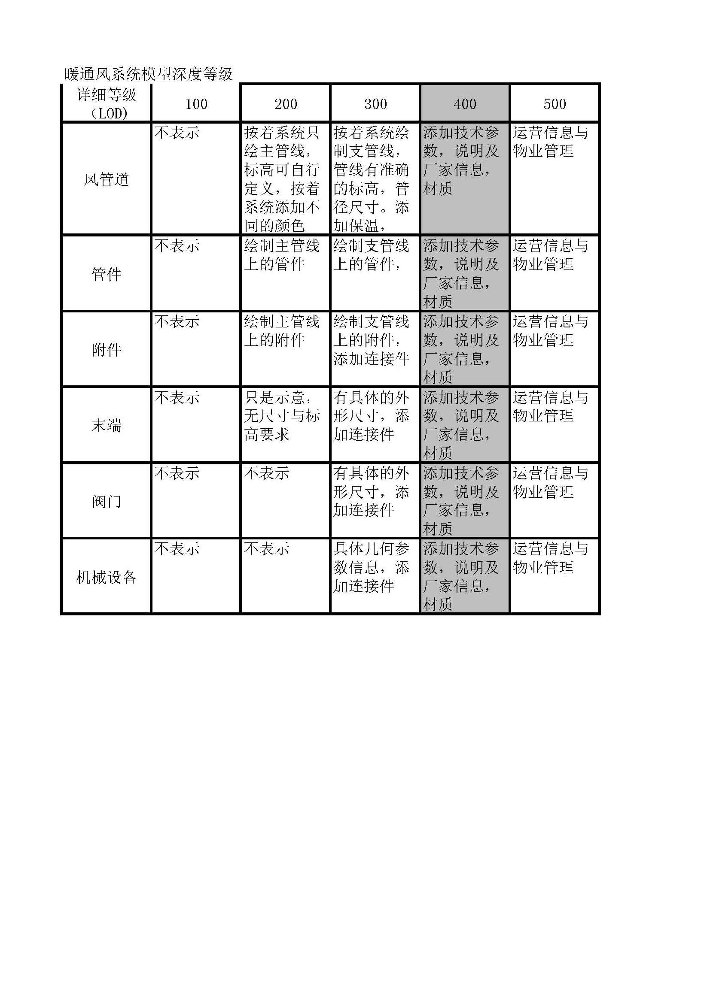 暖通风系统模型深度等级
详细等级
（LOD）
100
200
300
400
500
风管道
不表示
按着系统只
绘主管线，
标高可自行
定义，按着
系统添加不
同的颜色
按着系统绘
制支管线，
管线有准确
的标高，管
径尺寸。添
加保温，
添加技术参
数，说明及
厂家信息，
材质
运营信息与
物业管理
管件
不表示
绘制主管线
上的管件
绘制支管线
上的管件，
添加技术参
数，说明及
厂家信息，
材质
运营信息与
物业管理
附件
不表示
绘制主管线
上的附件
绘制支管线
上的附件，
添加连接件
添加技术参
数，说明及
厂家信息，
材质
运营信息与
物业管理
末端
不表示
只是示意，
无尺寸与标
高要求
有具体的外
形尺寸，添
加连接件
添加技术参
数，说明及
厂家信息，
材质
运营信息与
物业管理
阀门
不表示
不表示
有具体的外
形尺寸，添
加连接件
添加技术参
数，说明及
厂家信息，
材质
运营信息与
物业管理
机械设备
不表示
不表示
具体几何参
数信息，添
加连接件
添加技术参
数，说明及
厂家信息，
材质
运营信息与
物业管理